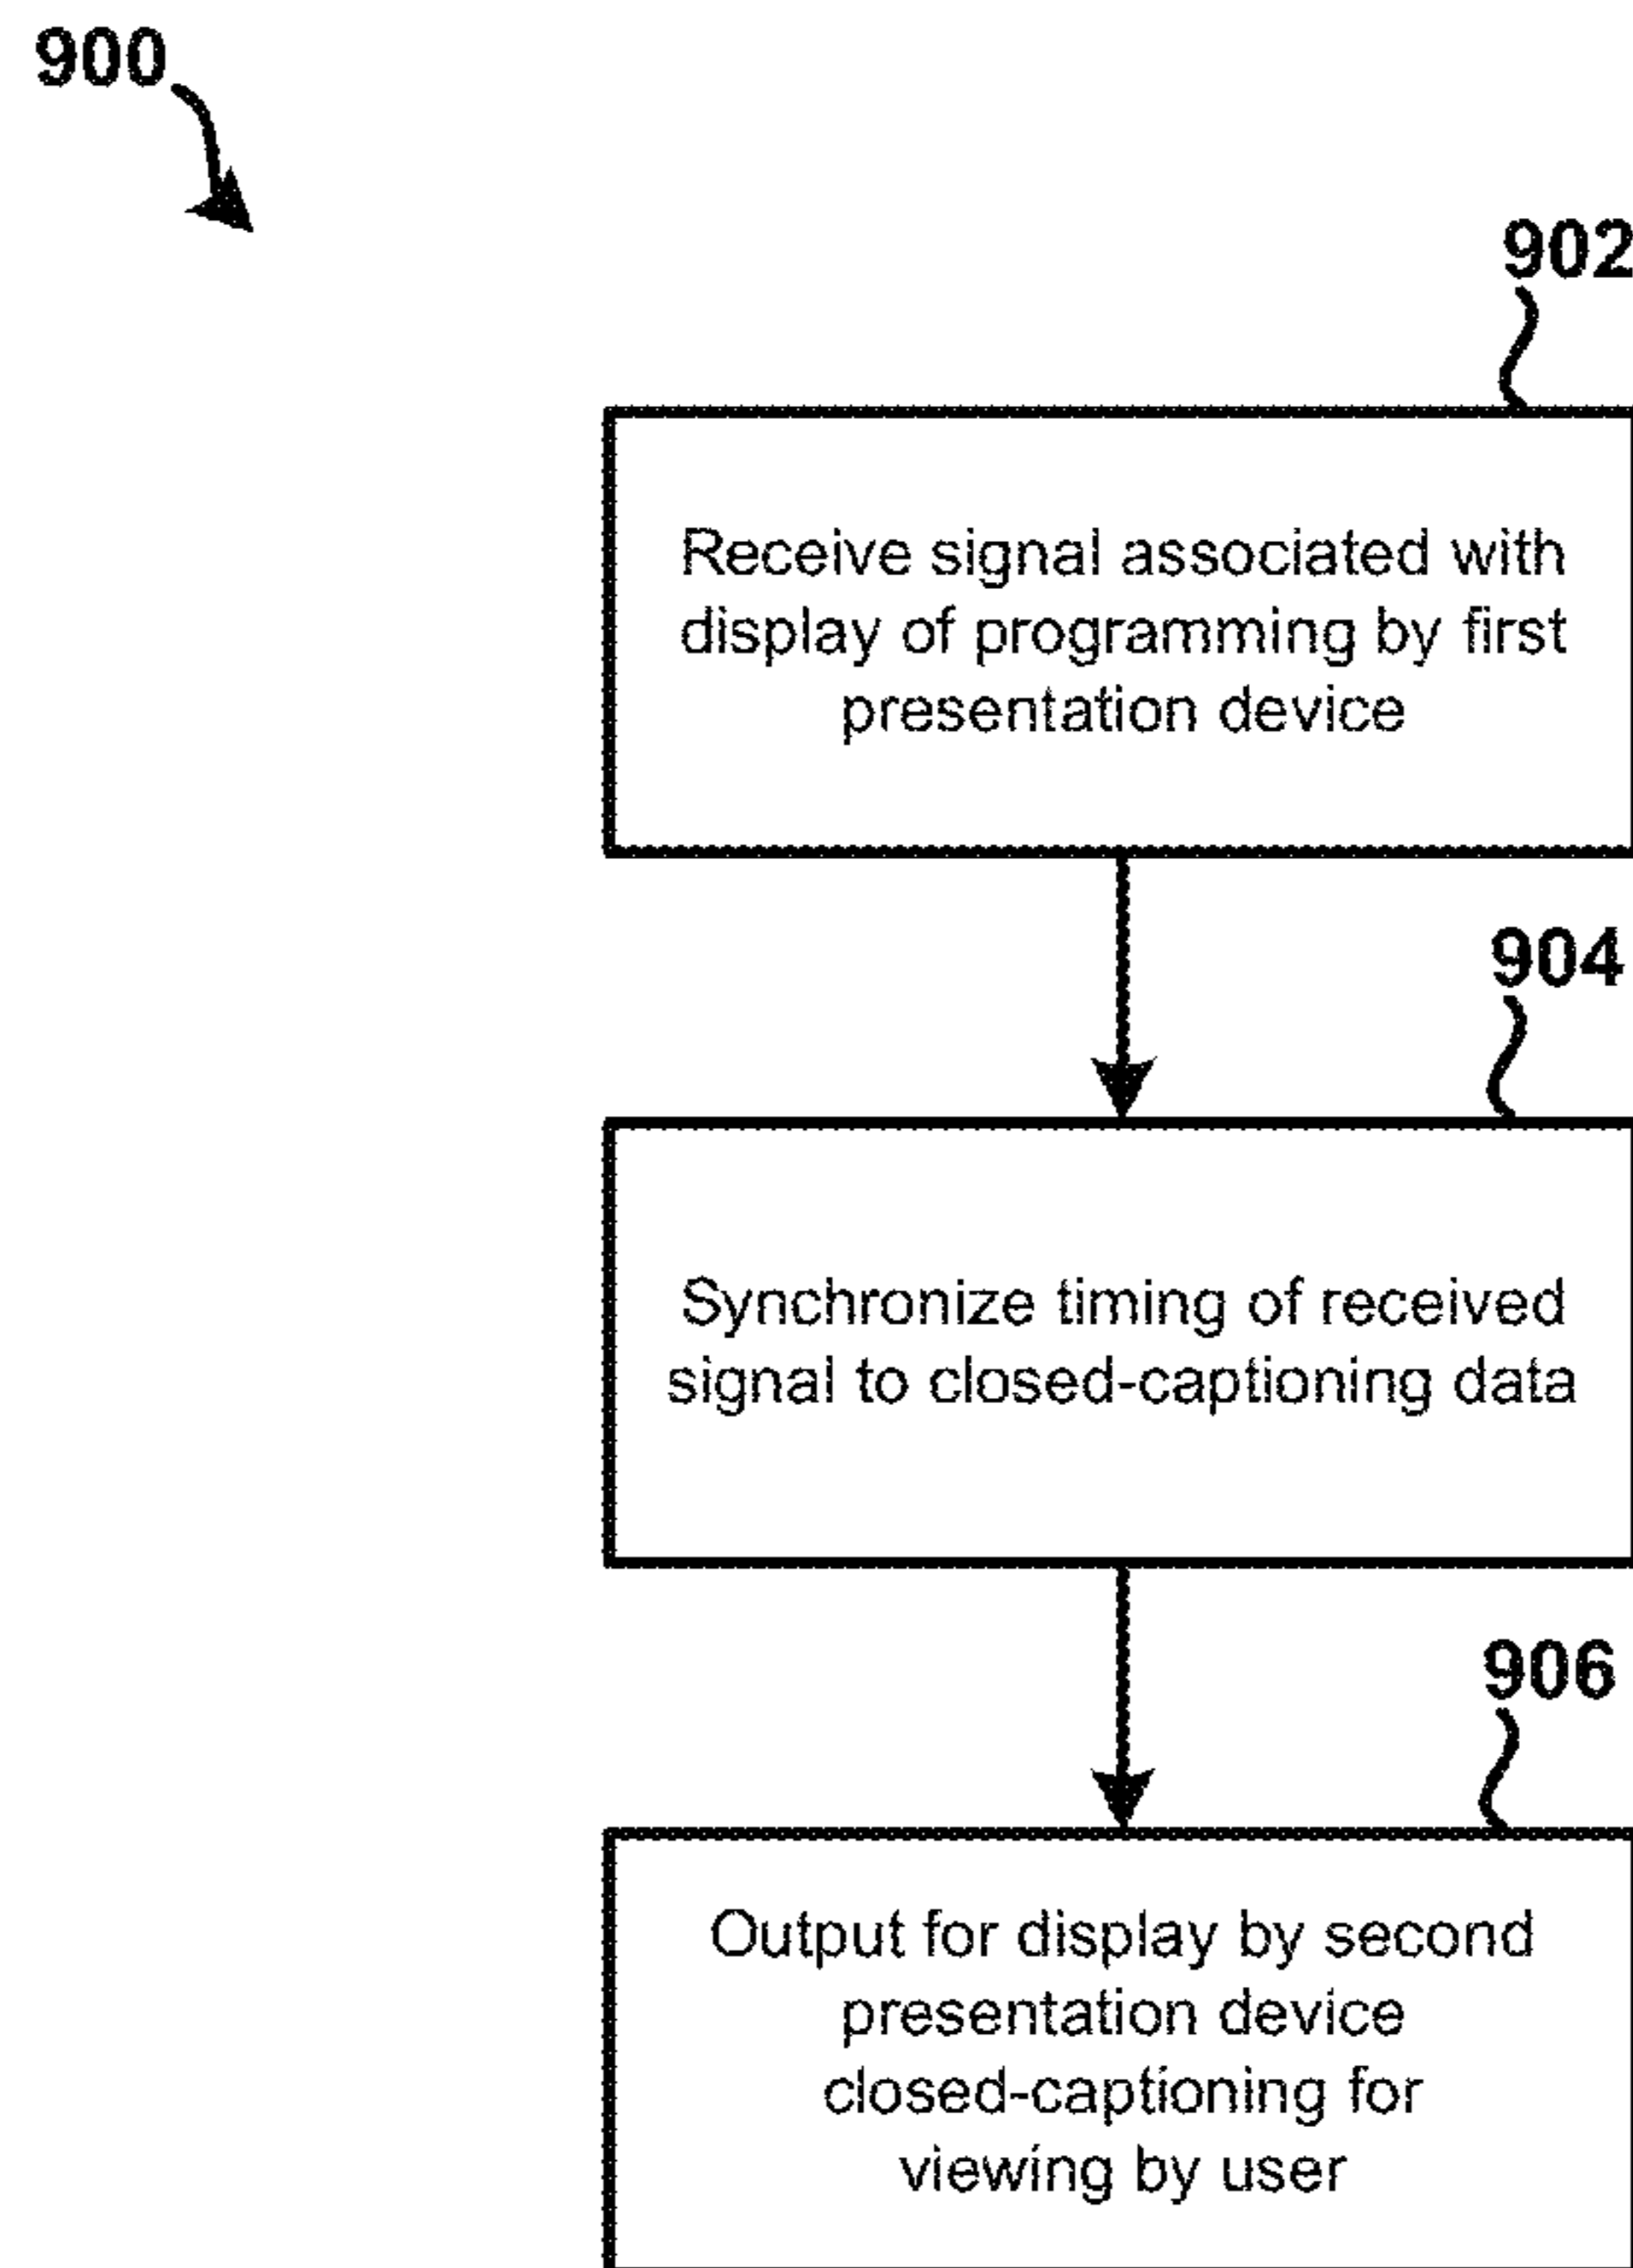 900
902
Receive signal associated with
display of programming by first
presentation device
904
Synchronize timing of received
signal to closed-captioning data
906
Output for display by second
presentation device
closed-captioning for
viewing by user